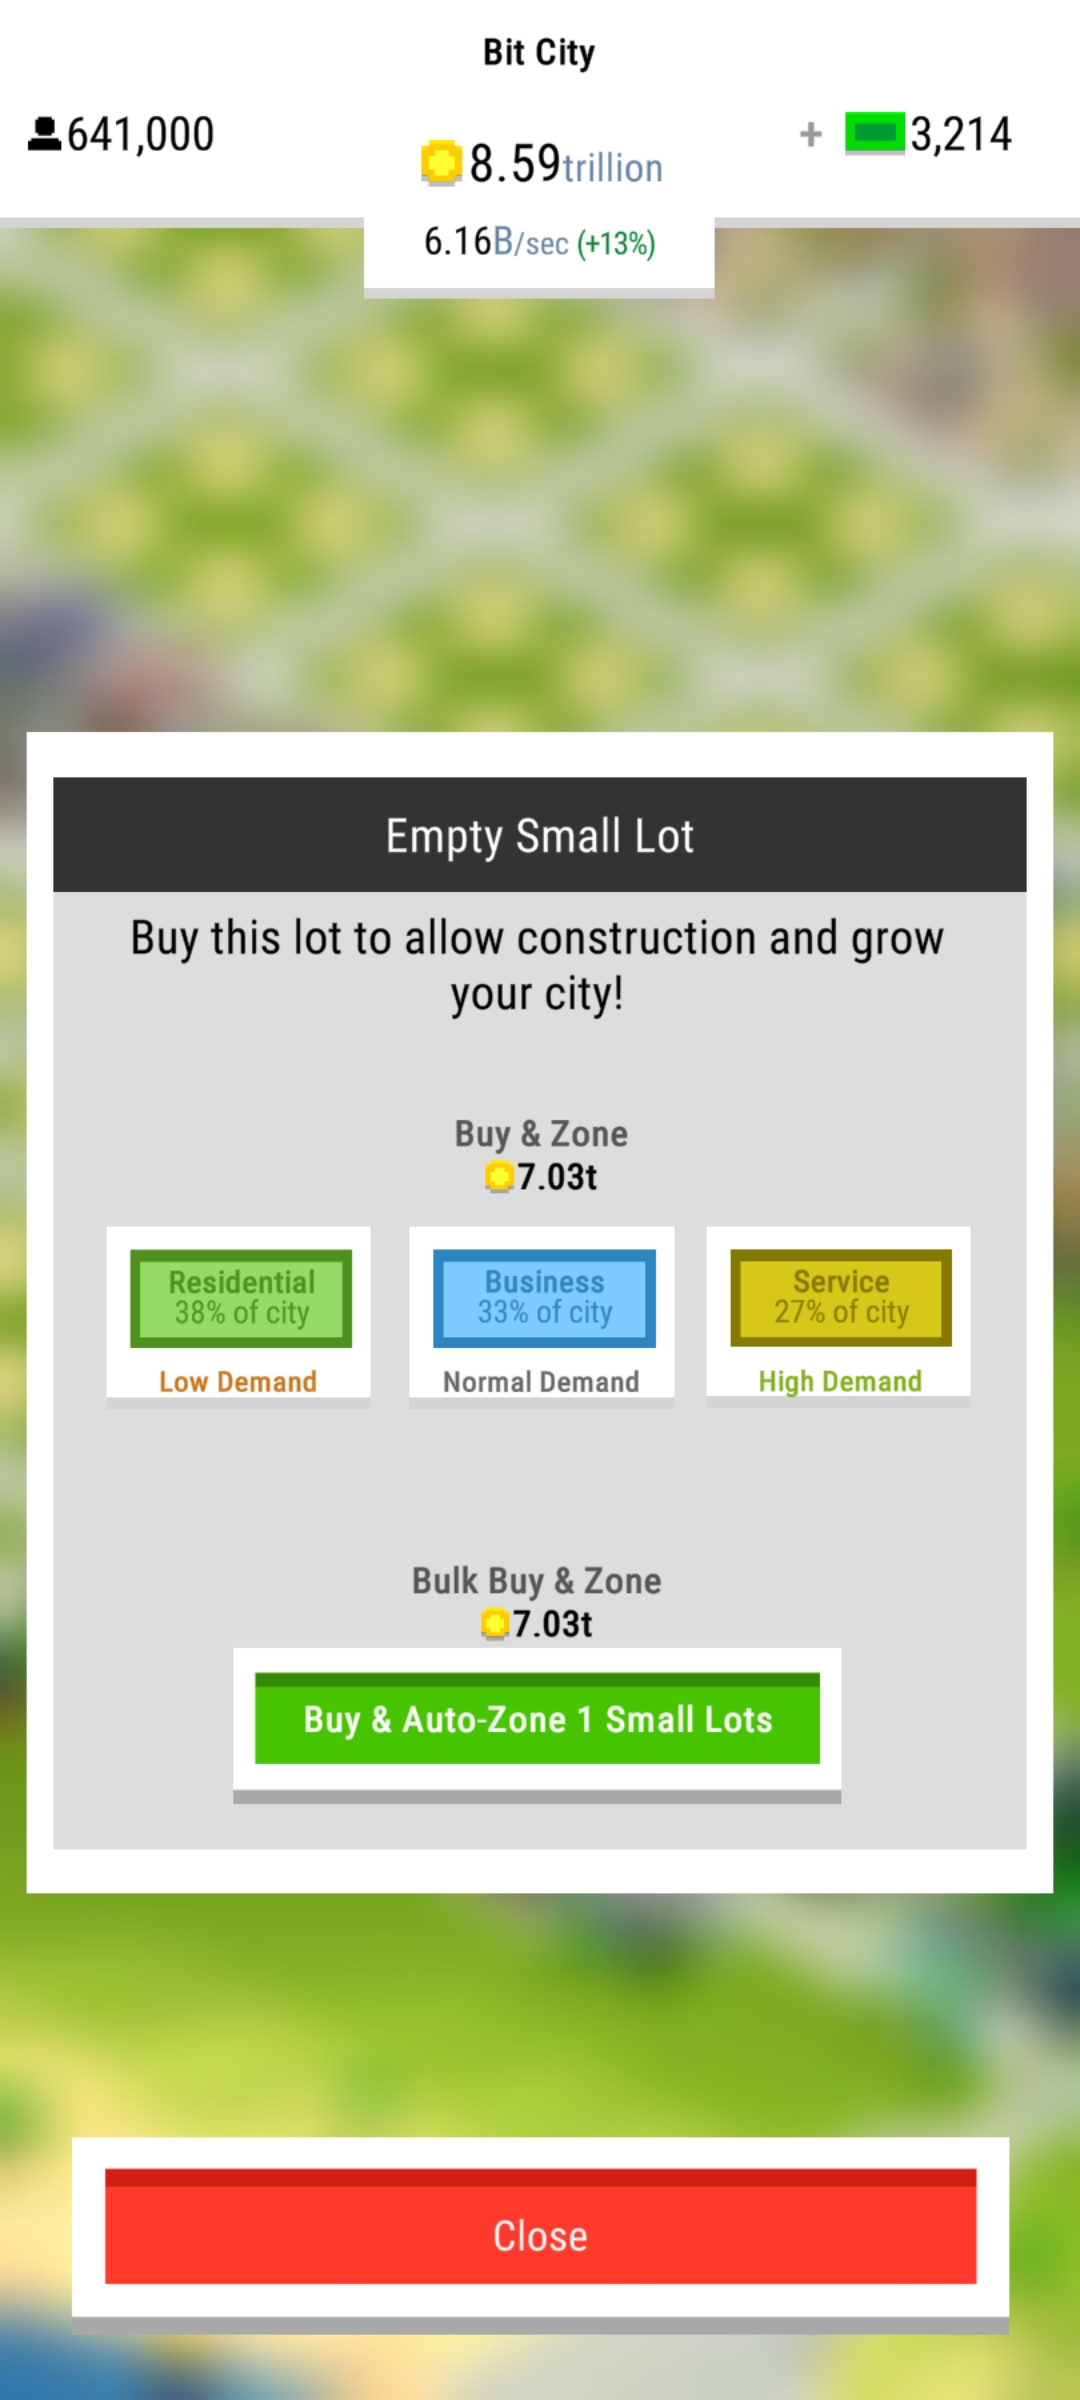 Bit City
641,000
8.59trillion
+ 3,214
6.16B/sec (+13%)
Empty Small Lot
Buy this lot to allow construction and grow
your city!
Buy & Zone
7.03t
Residential
38% of city
Low Demand
Business
33% of city
Normal Demand
Service
27% of city
High Demand
Bulk Buy & Zone
7.03t
Buy & Auto-Zone 1 Small Lots
Close